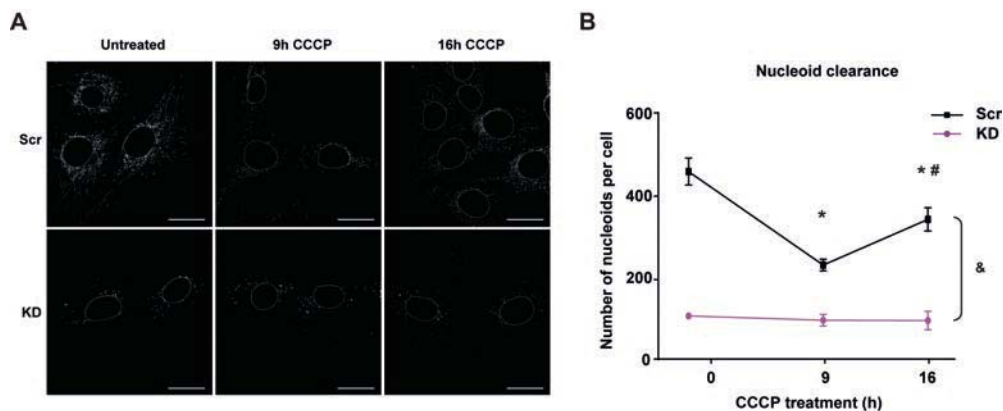 A
Untreated
9h CCCP
16h CCCP
Scr
KD
B
Nucleoid clearance
Scr
KD
Number of nucleoids per cell
600
400
200
0
*
* #
&
0 9 16
CCCP treatment (h)